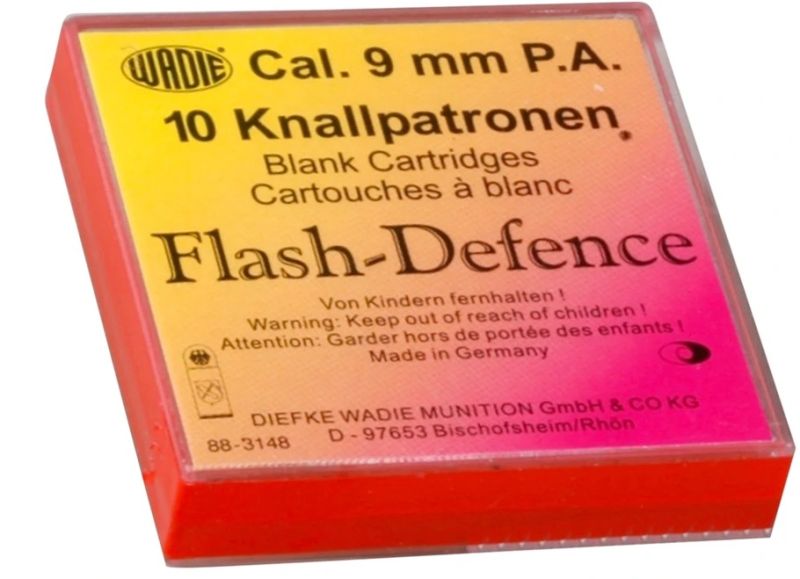 WADIE® Cal. 9 mm P.A.
10 Knallpatronen
Blank Cartridges
Cartouches à blanc
Flash-Defence
Von Kindern fernhalten !
Warning: Keep out of reach of children !
Attention: Garder hors de portée des enfants !
Made in Germany
DIEFKE WADIE MUNITION GmbH & CO KG
88-3148 D - 97653 Bischofsheim/Rhön